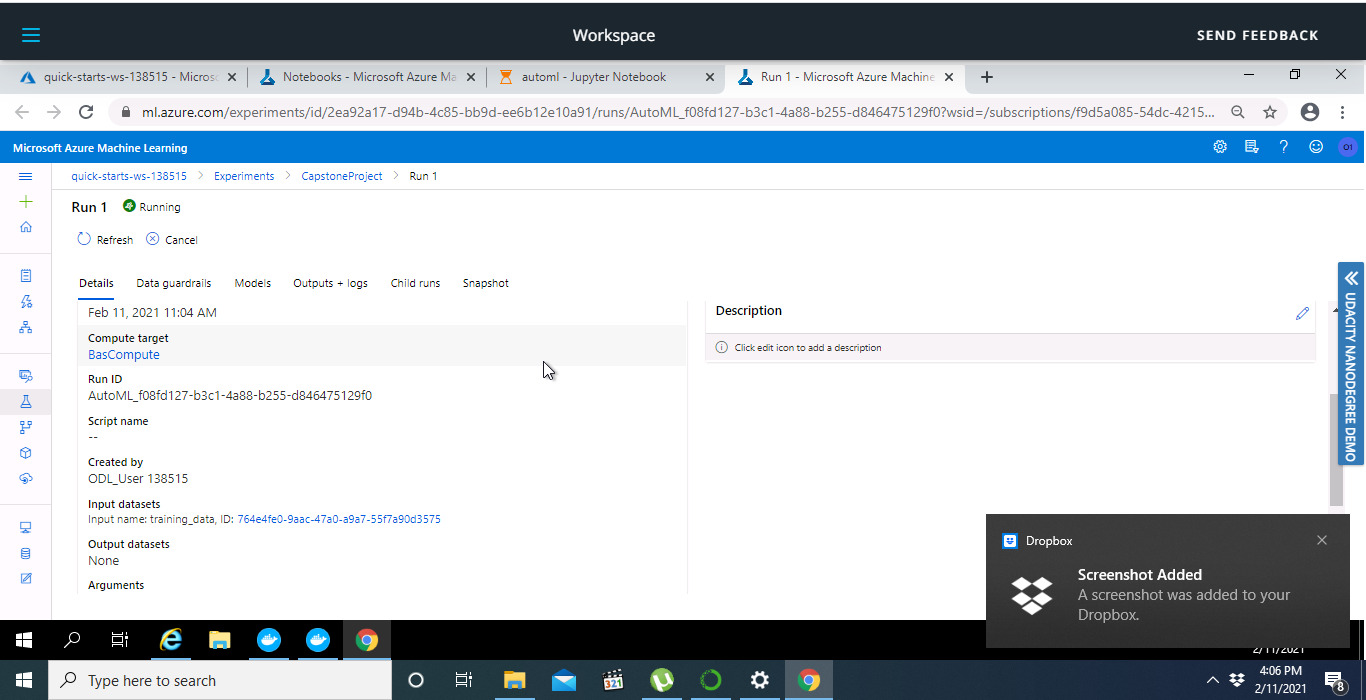 Workspace
SEND FEEDBACK
quick-starts-ws-138515 - Micros
Notebooks - Microsoft Azure Ma
automl - Jupyter Notebook
Run 1 - Microsoft Azure Machine
ml.azure.com/experiments/id/2ea92a17-d94b-4c85-bb9d-ee6b12e10a91/runs/AutoML_f08fd127-b3c1-4a88-b255-d846475129f0?wsid=/subscriptions/f9d5a085-54dc-4215...
Microsoft Azure Machine Learning
O1
quick-starts-ws-138515 > Experiments > CapstoneProject > Run 1
Run 1 Running
Refresh Cancel
Details Data guardrails Models Outputs + logs Child runs Snapshot
Feb 11, 2021 11:04 AM
Compute target
BasCompute
Run ID
AutoML_f08fd127-b3c1-4a88-b255-d846475129f0
Script name
--
Created by
ODL_User 138515
Input datasets
Input name: training_data, ID: 764e4fe0-9aac-47a0-a9a7-55f7a90d3575
Output datasets
None
Arguments
Description
Click edit icon to add a description
UDACITY NANODEGREE DEMO
Dropbox
Screenshot Added
A screenshot was added to your
Dropbox.
2/11/2021
Type here to search
321
4:06 PM
2/11/2021
8